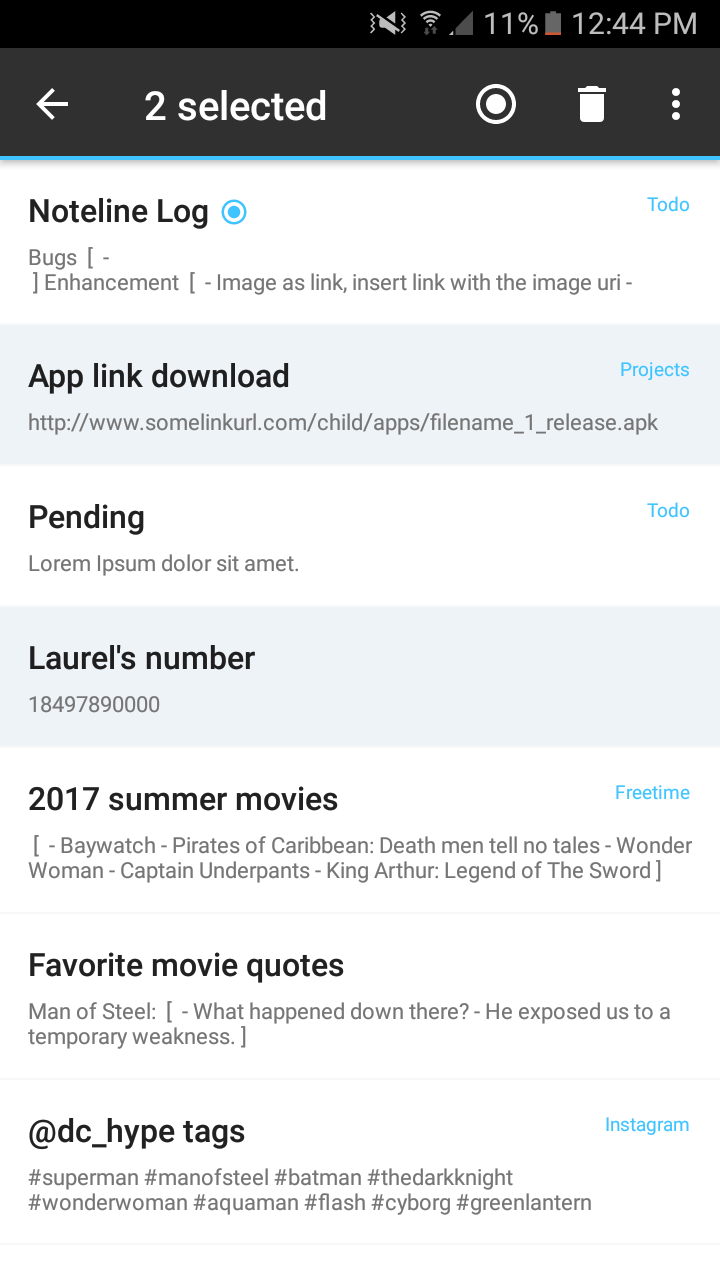 11% 12:44 PM
2 selected
Noteline Log
Todo
Bugs [ -
] Enhancement [ - Image as link, insert link with the image uri -
App link download
Projects
http://www.somelinkurl.com/child/apps/filename_1_release.apk
Pending
Todo
Lorem Ipsum dolor sit amet.
Laurel's number
18497890000
2017 summer movies
Freetime
[ - Baywatch - Pirates of Caribbean: Death men tell no tales - Wonder
Woman - Captain Underpants - King Arthur: Legend of The Sword ]
Favorite movie quotes
Man of Steel: [ - What happened down there? - He exposed us to a
temporary weakness. ]
@dc_hype tags
Instagram
#superman #manofsteel #batman #thedarkknight
#wonderwoman #aquaman #flash #cyborg #greenlantern